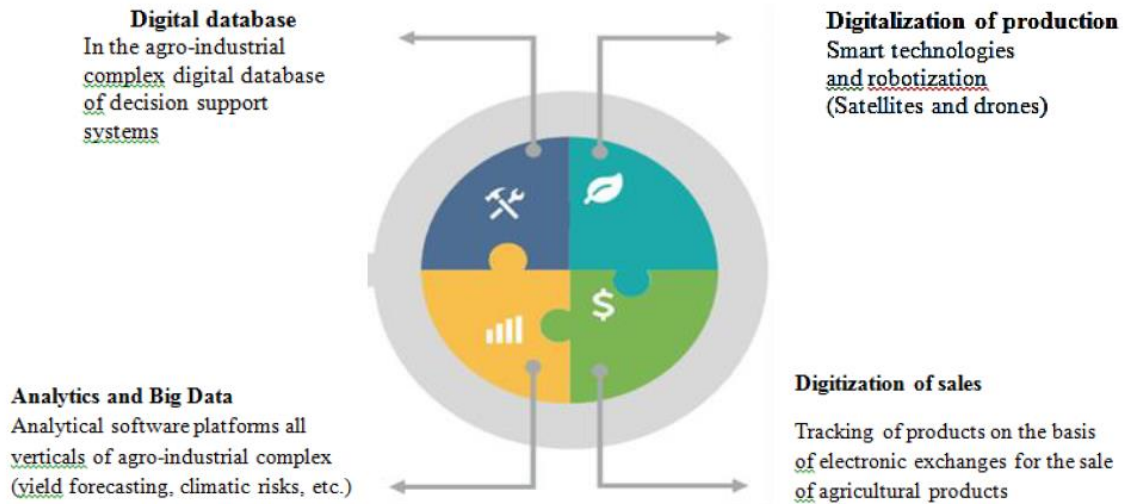 Digital database
In the agro-industrial
complex digital database
of decision support
systems
Digitalization of production
Smart technologies
and robotization
(Satellites and drones)
$
Analytics and Big Data
Analytical software platforms all
verticals of agro-industrial complex
(yield forecasting, climatic risks, etc.)
Digitization of sales
Tracking of products on the basis
of electronic exchanges for the sale
of agricultural products